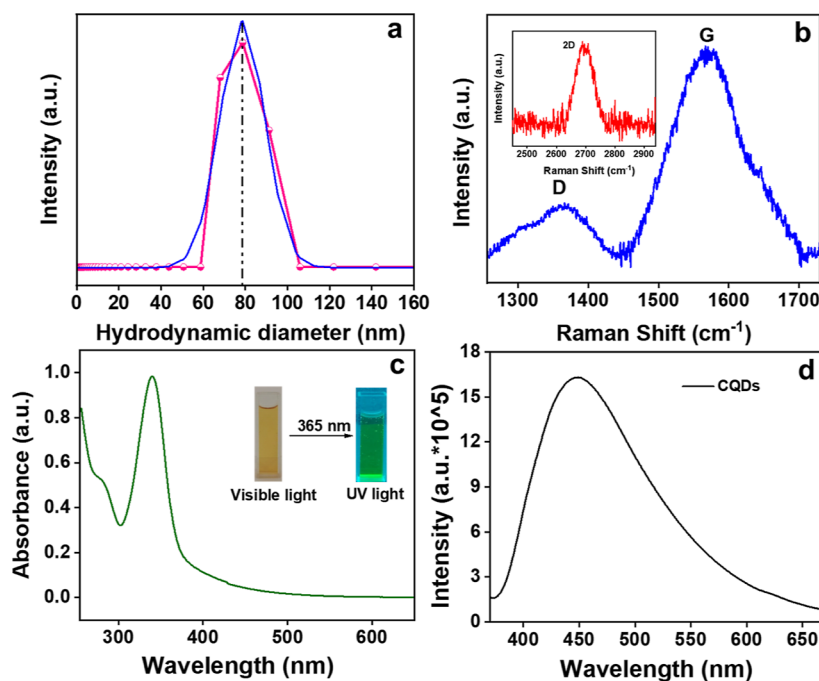 a
Intensity (a.u.)
0 20 40 60 80 100 120 140 160
Hydrodynamic diameter (nm)
b
G
D
Intensity (a.u.)
1300 1400 1500 1600 1700
Raman Shift (cm-1)
2D
Intensity (a.u.)
2500 2600 2700 2800 2900
Raman Shift (cm-1)
c
Absorbance (a.u.)
1.0
0.8
0.6
0.4
0.2
0.0
300 400 500 600
Wavelength (nm)
365 nm
Visible light
UV light
d
CQDs
Intensity (a.u.*10^5)
18
15
12
9
6
3
0
400 450 500 550 600 650
Wavelength (nm)